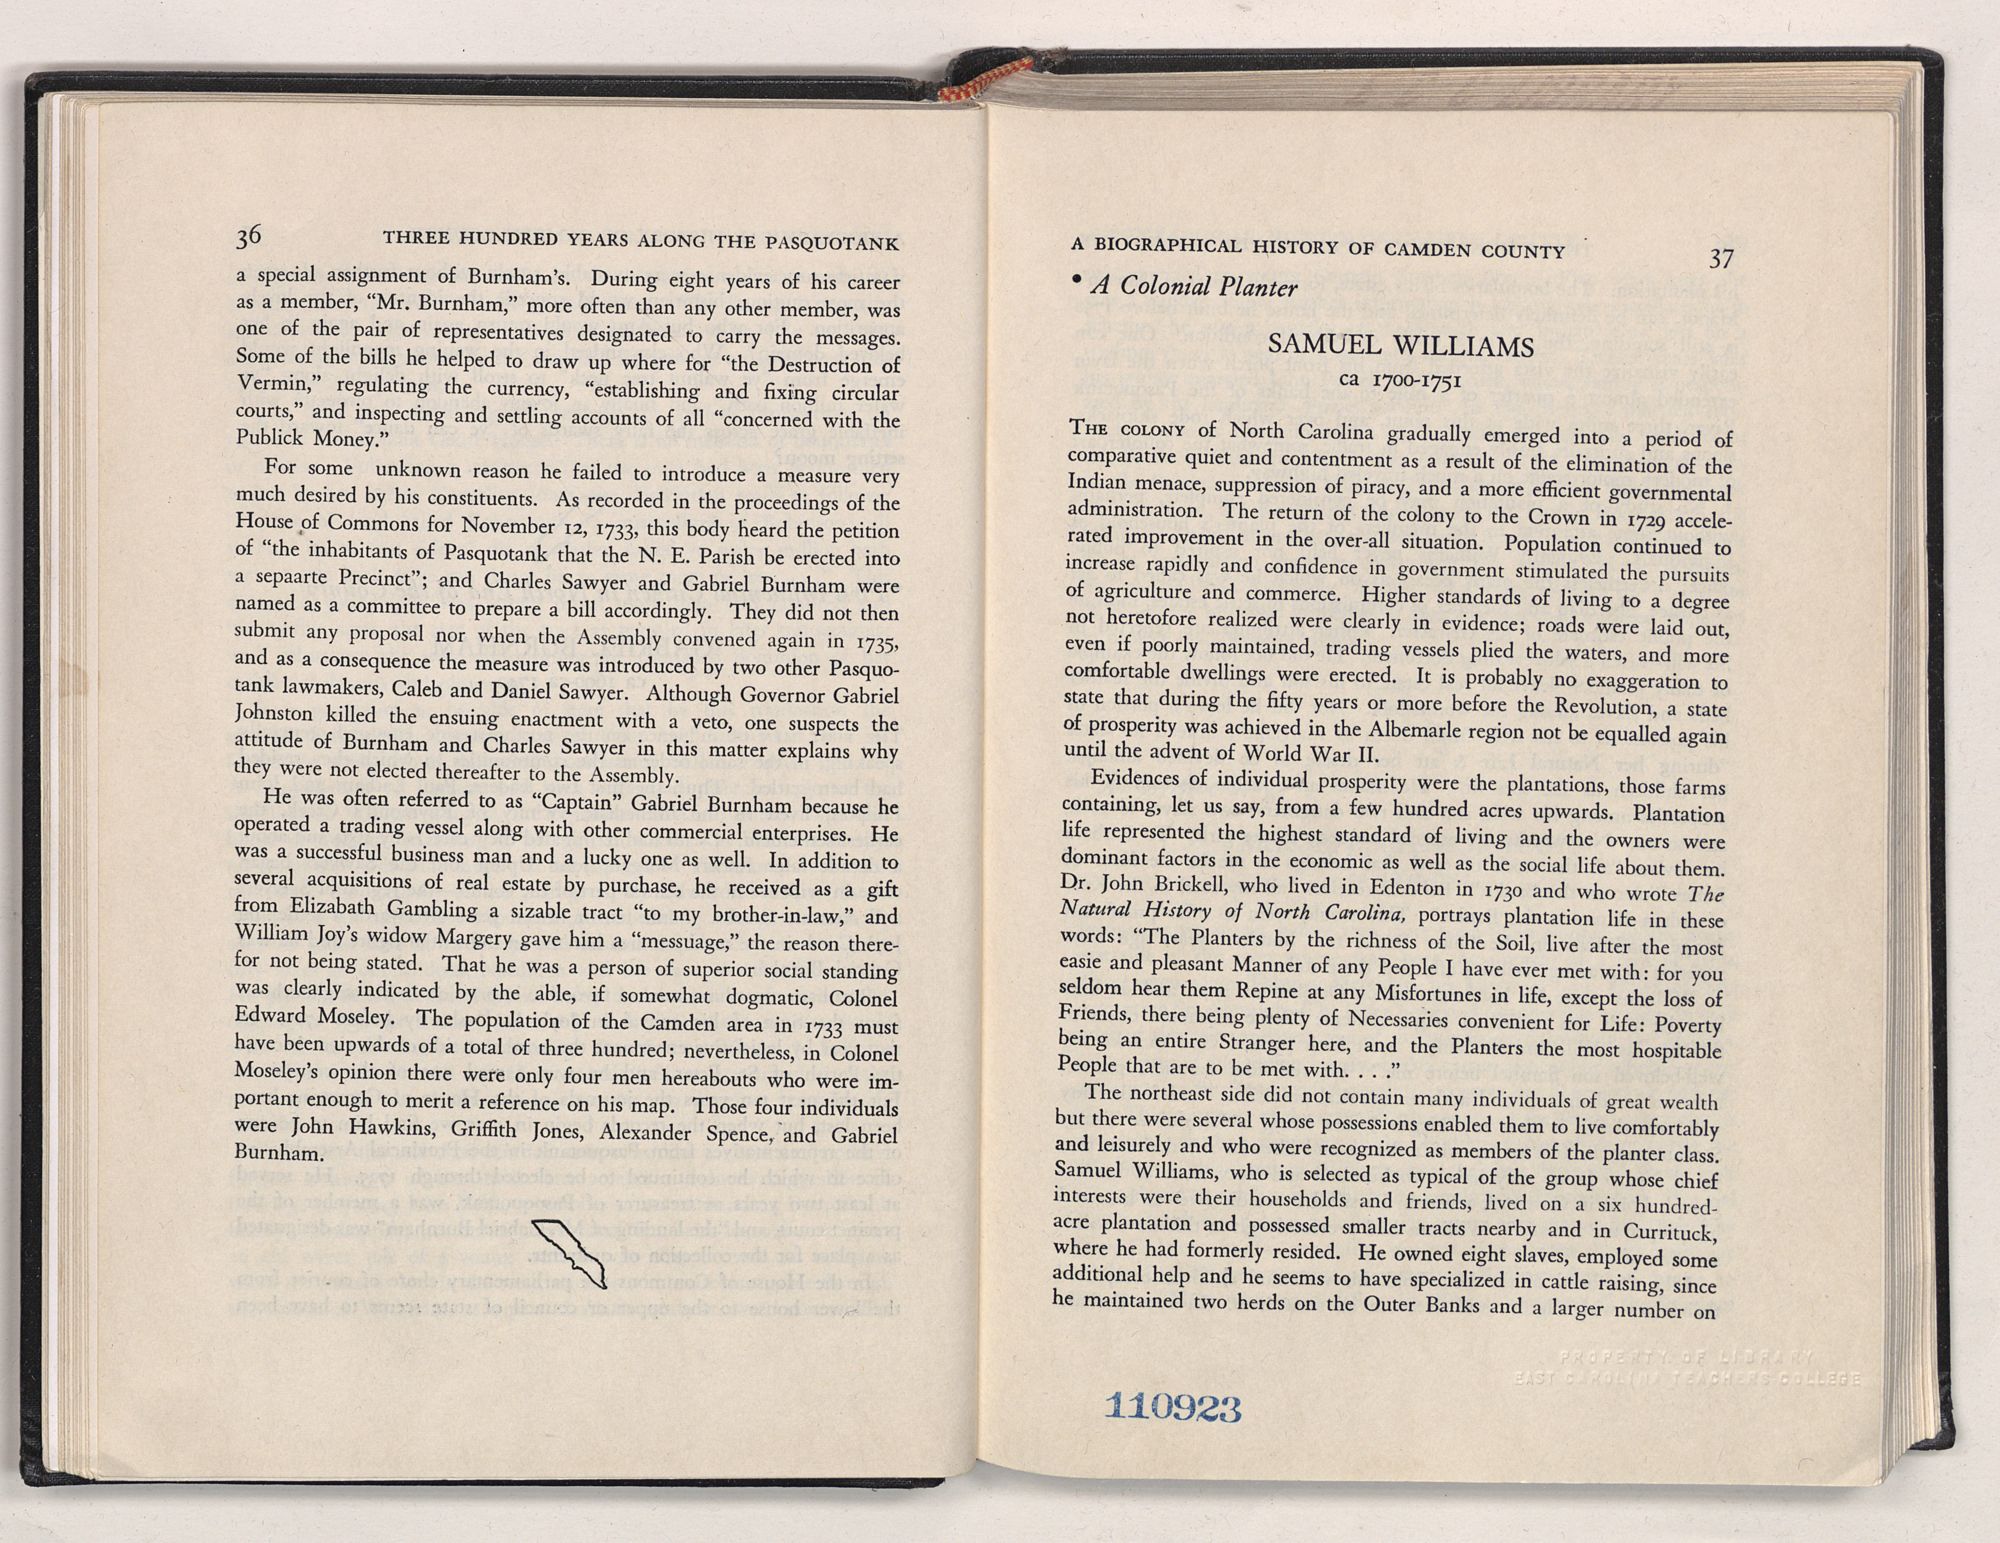 36 THREE HUNDRED YEARS ALONG THE PASQUOTANK
a special assignment of Burnham's. During eight years of his career
as a member, “Mr. Burnham,” more often than any other member, was
one of the pair of representatives designated to carry the messages.
Some of the bills he helped to draw up where for “the Destruction of
Vermin,” regulating the currency, “establishing and fixing circular
courts,” and inspecting and settling accounts of all “concerned with the
Publick Money.”
For some unknown reason he failed to introduce a measure very
much desired by his constituents. As recorded in the proceedings of the
House of Commons for November 12, 1733, this body heard the petition
of “the inhabitants of Pasquotank that the N. E. Parish be erected into
a sepaarte Precinct”; and Charles Sawyer and Gabriel Burnham were
named as a committee to prepare a bill accordingly. They did not then
submit any proposal nor when the Assembly convened again in 1735,
and as a consequence the measure was introduced by two other Pasquo-
tank lawmakers, Caleb and Daniel Sawyer. Although Governor Gabriel
Johnston killed the ensuing enactment with a veto, one suspects the
attitude of Burnham and Charles Sawyer in this matter explains why
they were not elected thereafter to the Assembly.
He was often referred to as “Captain” Gabriel Burnham because he
operated a trading vessel along with other commercial enterprises. He
was a successful business man and a lucky one as well. In addition to
several acquisitions of real estate by purchase, he received as a gift
from Elizabath Gambling a sizable tract “to my brother-in-law,” and
William Joy's widow Margery gave him a “messuage,” the reason there-
for not being stated. That he was a person of superior social standing
was clearly indicated by the able, if somewhat dogmatic, Colonel
Edward Moseley. The population of the Camden area in 1733 must
have been upwards of a total of three hundred; nevertheless, in Colonel
Moseley's opinion there were only four men hereabouts who were im-
portant enough to merit a reference on his map. Those four individuals
were John Hawkins, Griffith Jones, Alexander Spence, and Gabriel
Burnham.
A BIOGRAPHICAL HISTORY OF CAMDEN COUNTY 37
• A Colonial Planter
SAMUEL WILLIAMS
ca 1700-1751
THE COLONY of North Carolina gradually emerged into a period of
comparative quiet and contentment as a result of the elimination of the
Indian menace, suppression of piracy, and a more efficient governmental
administration. The return of the colony to the Crown in 1729 accele-
rated improvement in the over-all situation. Population continued to
increase rapidly and confidence in government stimulated the pursuits
of agriculture and commerce. Higher standards of living to a degree
not heretofore realized were clearly in evidence; roads were laid out,
even if poorly maintained, trading vessels plied the waters, and more
comfortable dwellings were erected. It is probably no exaggeration to
state that during the fifty years or more before the Revolution, a state
of prosperity was achieved in the Albemarle region not be equalled again
until the advent of World War II.
Evidences of individual prosperity were the plantations, those farms
containing, let us say, from a few hundred acres upwards. Plantation
life represented the highest standard of living and the owners were
dominant factors in the economic as well as the social life about them.
Dr. John Brickell, who lived in Edenton in 1730 and who wrote The
Natural History of North Carolina, portrays plantation life in these
words: “The Planters by the richness of the Soil, live after the most
easie and pleasant Manner of any People I have ever met with: for you
seldom hear them Repine at any Misfortunes in life, except the loss of
Friends, there being plenty of Necessaries convenient for Life: Poverty
being an entire Stranger here, and the Planters the most hospitable
People that are to be met with. . . .”
The northeast side did not contain many individuals of great wealth
but there were several whose possessions enabled them to live comfortably
and leisurely and who were recognized as members of the planter class.
Samuel Williams, who is selected as typical of the group whose chief
interests were their households and friends, lived on a six hundred-
acre plantation and possessed smaller tracts nearby and in Currituck,
where he had formerly resided. He owned eight slaves, employed some
additional help and he seems to have specialized in cattle raising, since
he maintained two herds on the Outer Banks and a larger number on
PROPERTY OF LIBRARY
EAST CAROLINA TEACHERS COLLEGE
110923